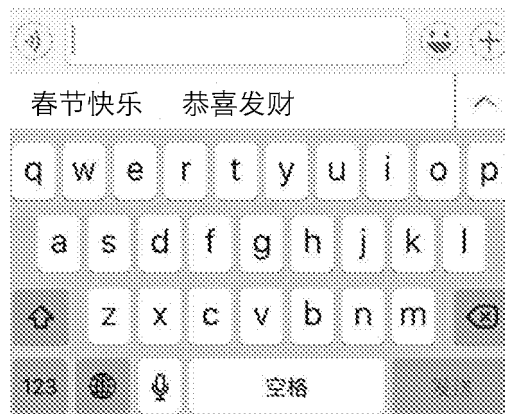 春节快乐 恭喜发财
q w e r t y u i o p
a s d f g h j k l
z x c v b n m
123 空格